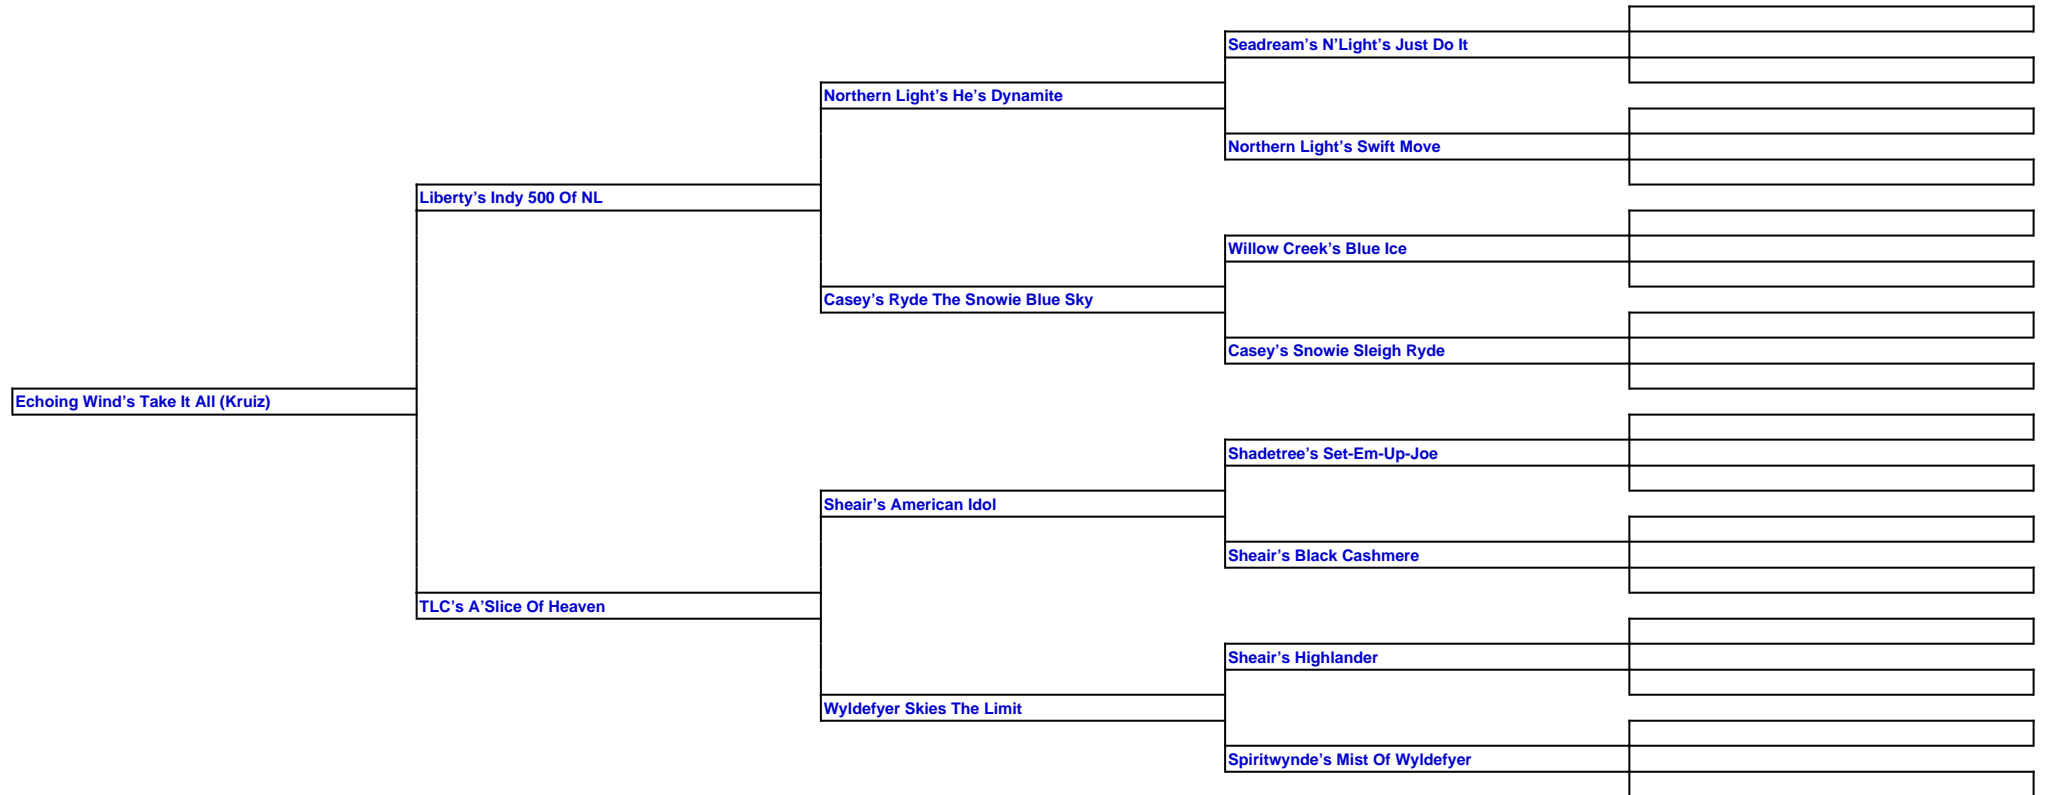 Seadream’s N’Light’s Just Do It
Northern Light’s He’s Dynamite
Northern Light’s Swift Move
Liberty’s Indy 500 Of NL
Willow Creek’s Blue Ice
Casey’s Ryde The Snowie Blue Sky
Casey’s Snowie Sleigh Ryde
Echoing Wind’s Take It All (Kruiz)
Shadetree’s Set-Em-Up-Joe
Sheair’s American Idol
Sheair’s Black Cashmere
TLC’s A’Slice Of Heaven
Sheair’s Highlander
Wyldefyer Skies The Limit
Spiritwynde’s Mist Of Wyldefyer